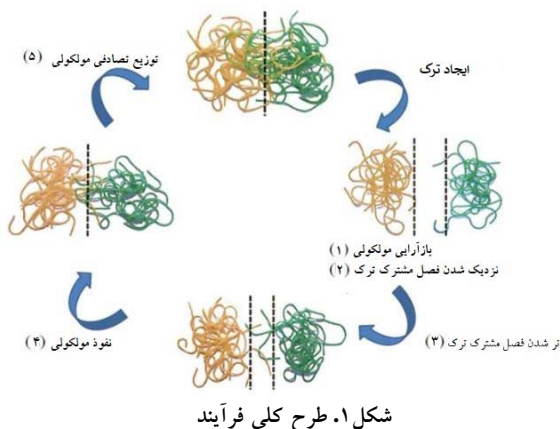 توزیع تصادفی مولکولی (۵)
ایجاد ترک
بازآرایی مولکولی (۱)
نزدیک شدن فصل مشترک ترک (۲)
نفوذ مولکولی (۴)
تر شدن فصل مشترک ترک (۳)
شکل۱. طرح کلی فرآیند